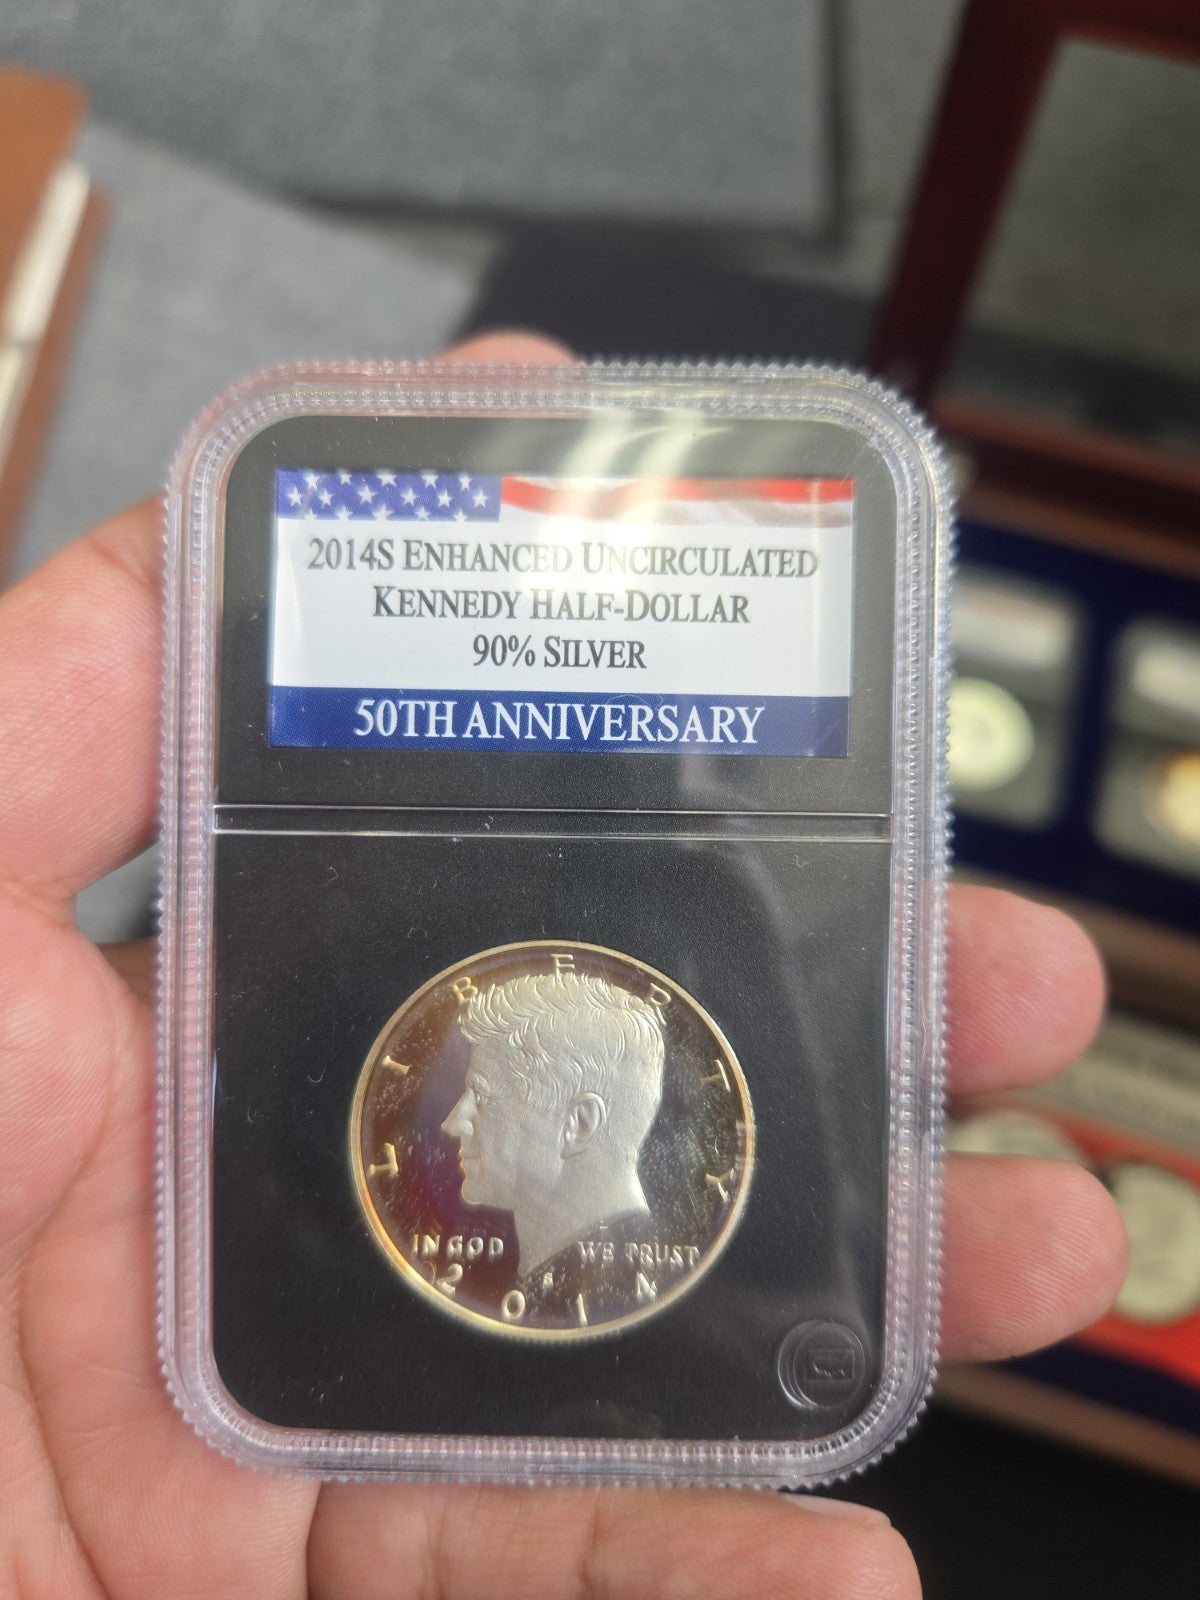 2014S ENHANCED UNCIRCULATED
KENNEDY HALF-DOLLAR
90% SILVER
50TH ANNIVERSARY
LIBERTY
IN GOD WE TRUST
S
2014